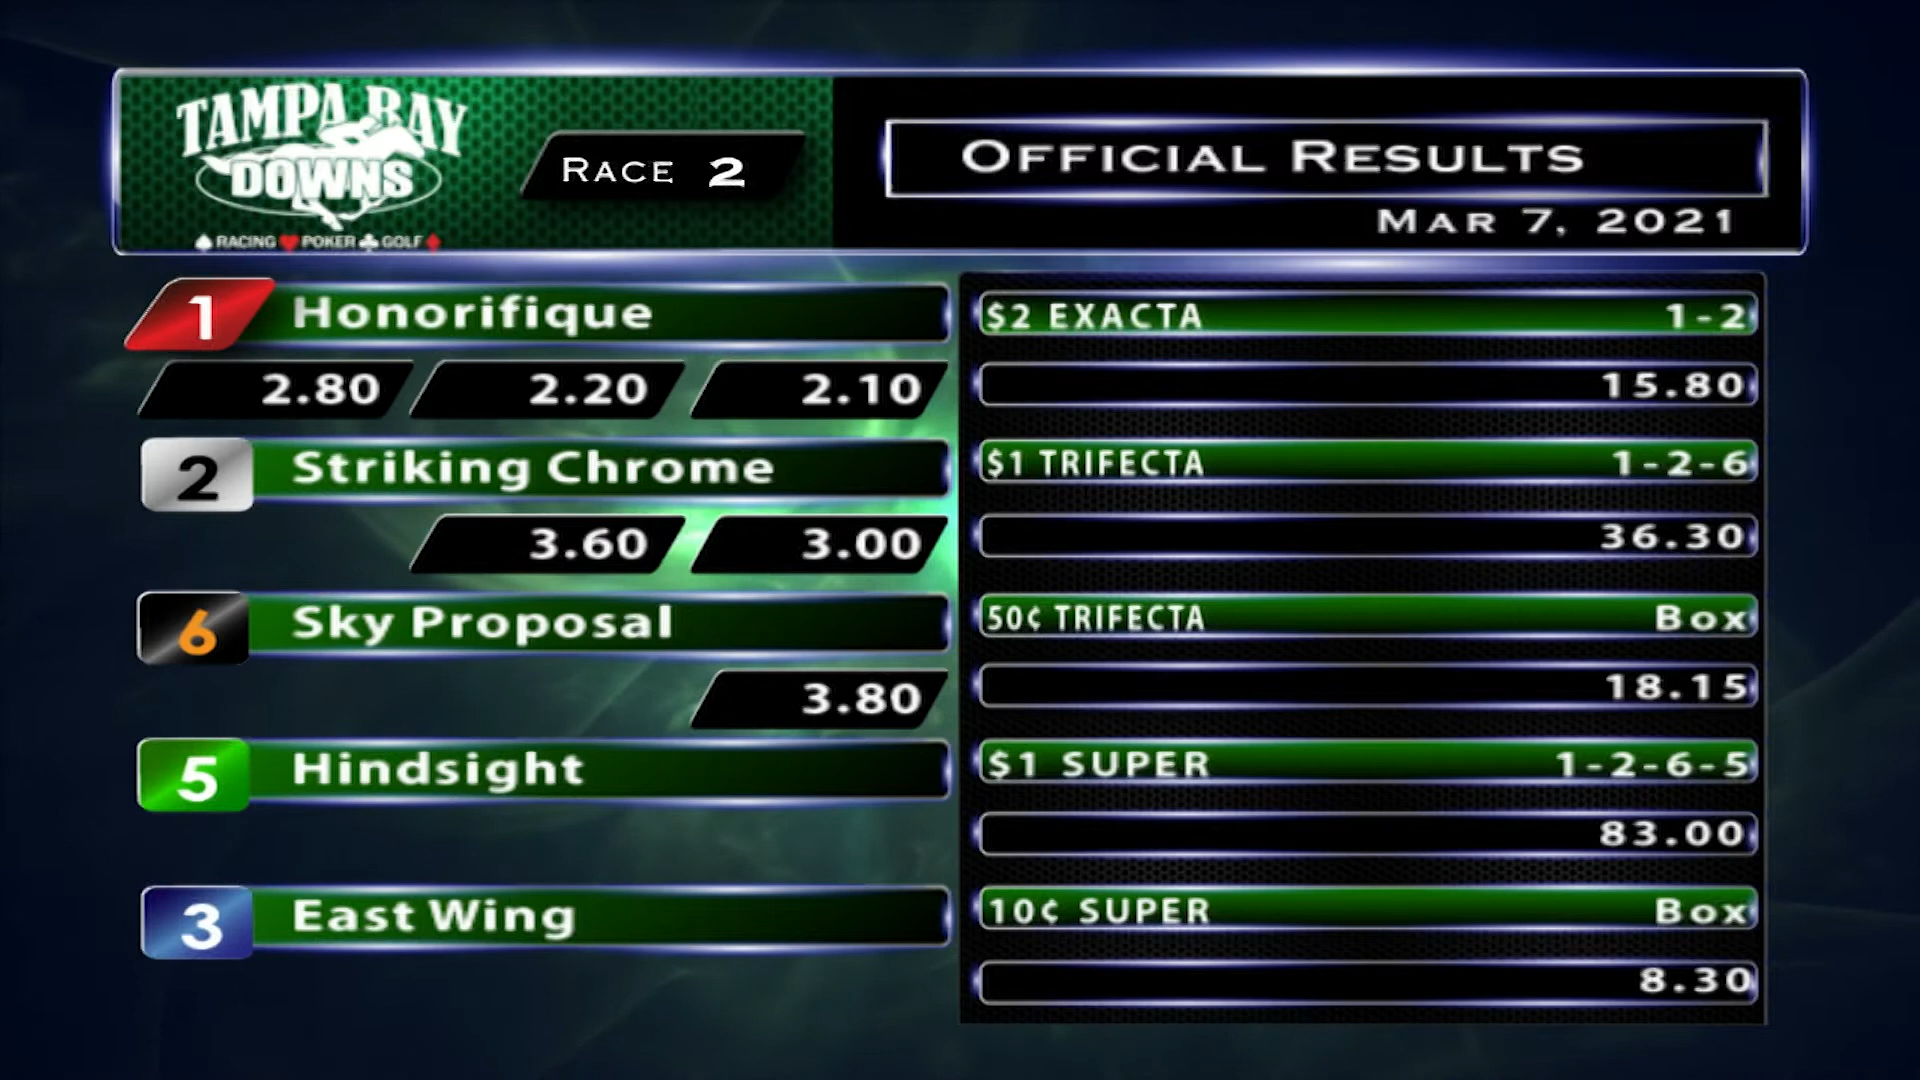 TAMPA BAY
DOWNS
RACING POKER GOLF
RACE 2
OFFICIAL RESULTS
MAR 7, 2021
1 Honorifique
2.80 2.20 2.10
2 Striking Chrome
3.60 3.00
6 Sky Proposal
3.80
5 Hindsight
3 East Wing
$2 EXACTA 1-2
15.80
$1 TRIFECTA 1-2-6
36.30
50¢ TRIFECTA Box
18.15
$1 SUPER 1-2-6-5
83.00
10¢ SUPER Box
8.30